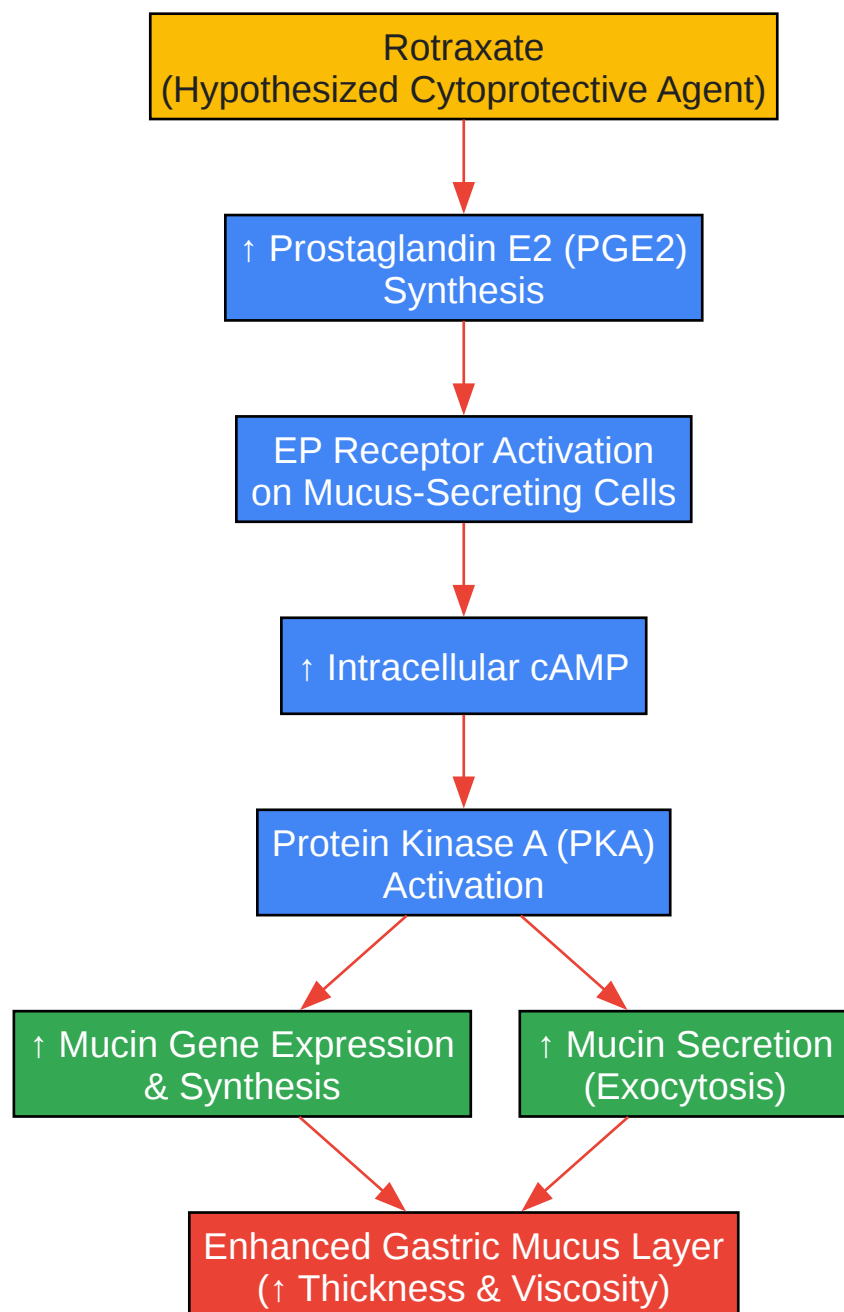 Rotraxate
(Hypothesized Cytoprotective Agent)
↑ Prostaglandin E2 (PGE2)
Synthesis
EP Receptor Activation
on Mucus-Secreting Cells
↑ Intracellular cAMP
Protein Kinase A (PKA)
Activation
↑ Mucin Gene Expression
& Synthesis
↑ Mucin Secretion
(Exocytosis)
Enhanced Gastric Mucus Layer
(↑ Thickness & Viscosity)